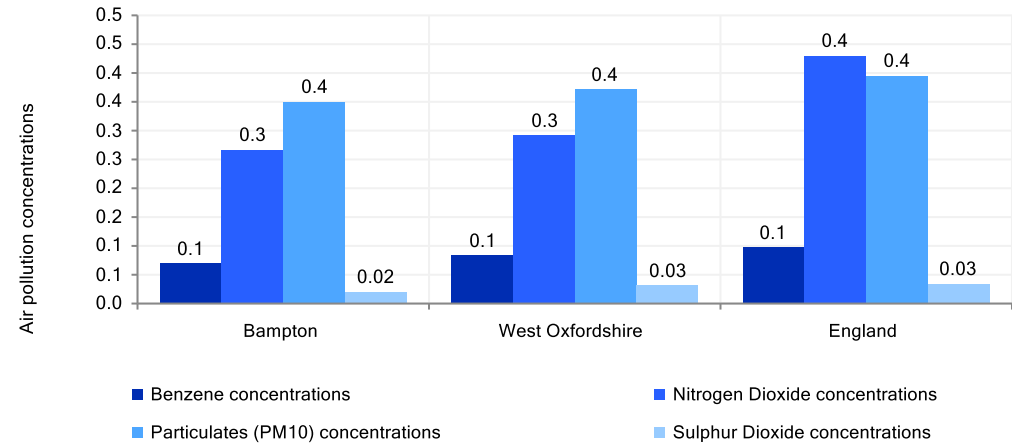 Air pollution concentrations
0.5
0.5
0.4
0.4
0.3
0.3
0.2
0.2
0.1
0.1
0.0
0.1
0.3
0.4
0.02
0.1
0.3
0.4
0.03
0.1
0.4
0.4
0.03
Bampton
West Oxfordshire
England
Benzene concentrations
Nitrogen Dioxide concentrations
Particulates (PM10) concentrations
Sulphur Dioxide concentrations